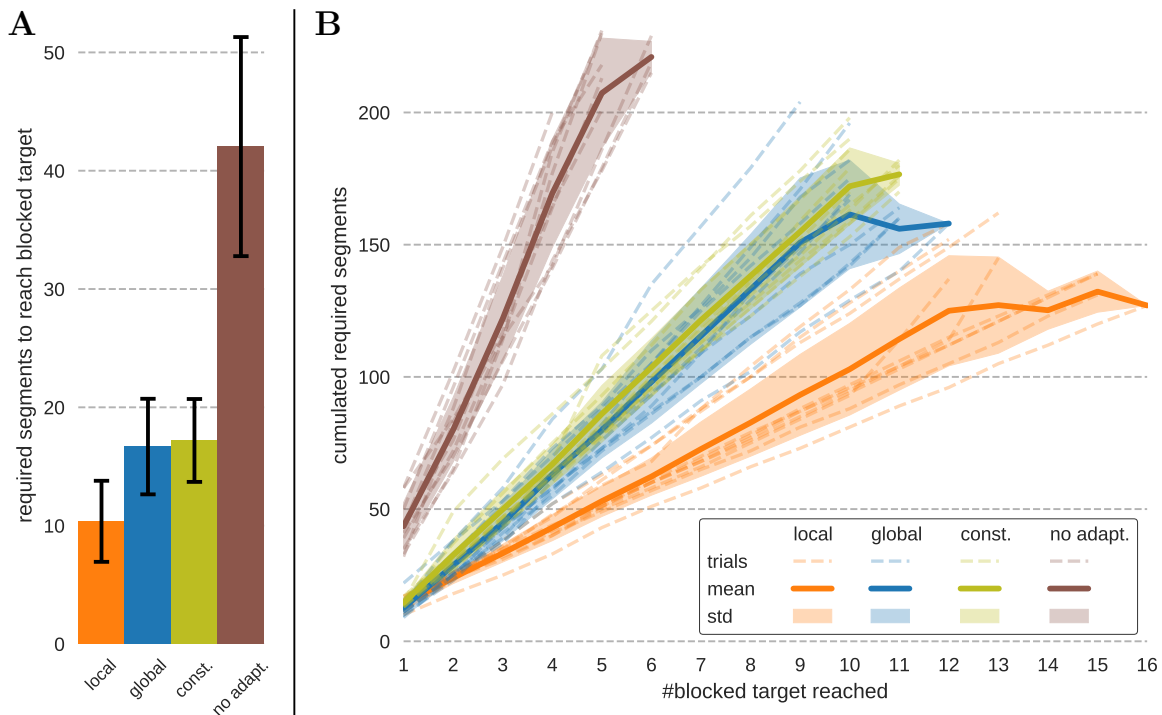 A
required segments to reach blocked target
50
40
30
20
10
0
local
global
const.
no adapt.
B
cumulated required segments
200
150
100
50
0
local global const. no adapt.
trials
mean
std
1 2 3 4 5 6 7 8 9 10 11 12 13 14 15 16
#blocked target reached